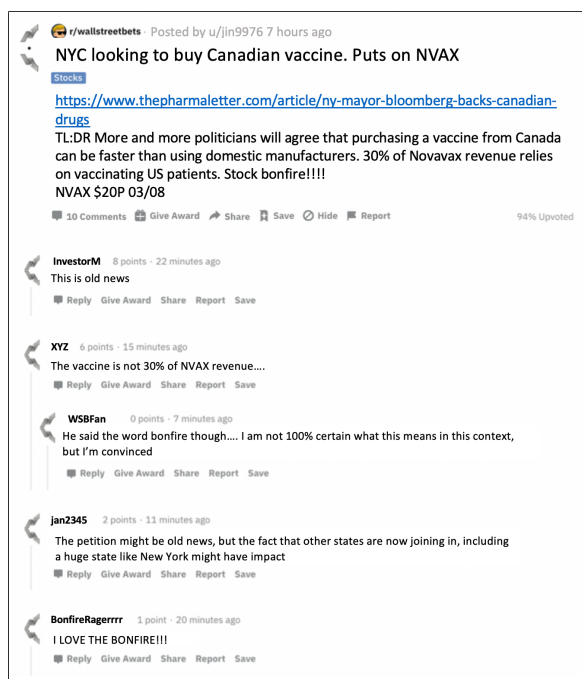 r/wallstreetbets · Posted by u/jin9976 7 hours ago
NYC looking to buy Canadian vaccine. Puts on NVAX
Stocks
https://www.thepharmaletter.com/article/ny-mayor-bloomberg-backs-canadian-
drugs
TL:DR More and more politicians will agree that purchasing a vaccine from Canada
can be faster than using domestic manufacturers. 30% of Novavax revenue relies
on vaccinating US patients. Stock bonfire!!!!
NVAX $20P 03/08
10 Comments Give Award Share Save Hide Report 94% Upvoted
InvestorM 8 points · 22 minutes ago
This is old news
Reply Give Award Share Report Save
XYZ 6 points · 15 minutes ago
The vaccine is not 30% of NVAX revenue....
Reply Give Award Share Report Save
WSBFan 0 points · 7 minutes ago
He said the word bonfire though.... I am not 100% certain what this means in this context,
but I'm convinced
Reply Give Award Share Report Save
jan2345 2 points · 11 minutes ago
The petition might be old news, but the fact that other states are now joining in, including
a huge state like New York might have impact
Reply Give Award Share Report Save
BonfireRagerrrr 1 point · 20 minutes ago
I LOVE THE BONFIRE!!!
Reply Give Award Share Report Save